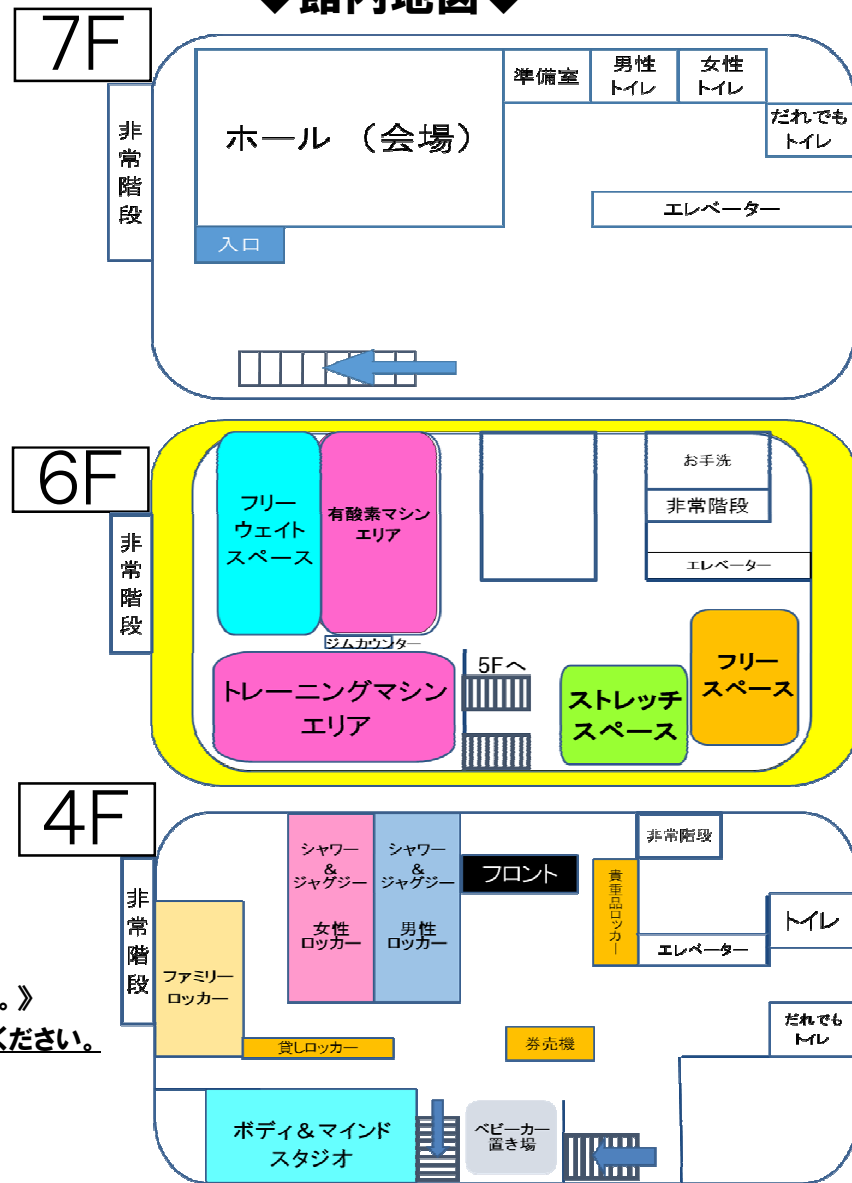 ◆館内地図◆
7F
非常階段
ホール （会場）
準備室
男性
トイレ
女性
トイレ
だれでも
トイレ
エレベーター
入口
6F
非常階段
フリー
ウェイト
スペース
有酸素マシン
エリア
お手洗
非常階段
エレベーター
ジムカウンター
トレーニングマシン
エリア
5Fへ
ストレッチ
スペース
フリー
スペース
4F
非常階段
シャワー
&
ジャグジー
女性
ロッカー
シャワー
&
ジャグジー
男性
ロッカー
フロント
貴重品ロッカー
非常階段
エレベーター
トイレ
ファミリー
ロッカー
。》
ください。
貸しロッカー
券売機
だれでも
トイレ
ボディ＆マインド
スタジオ
ベビーカー
置き場